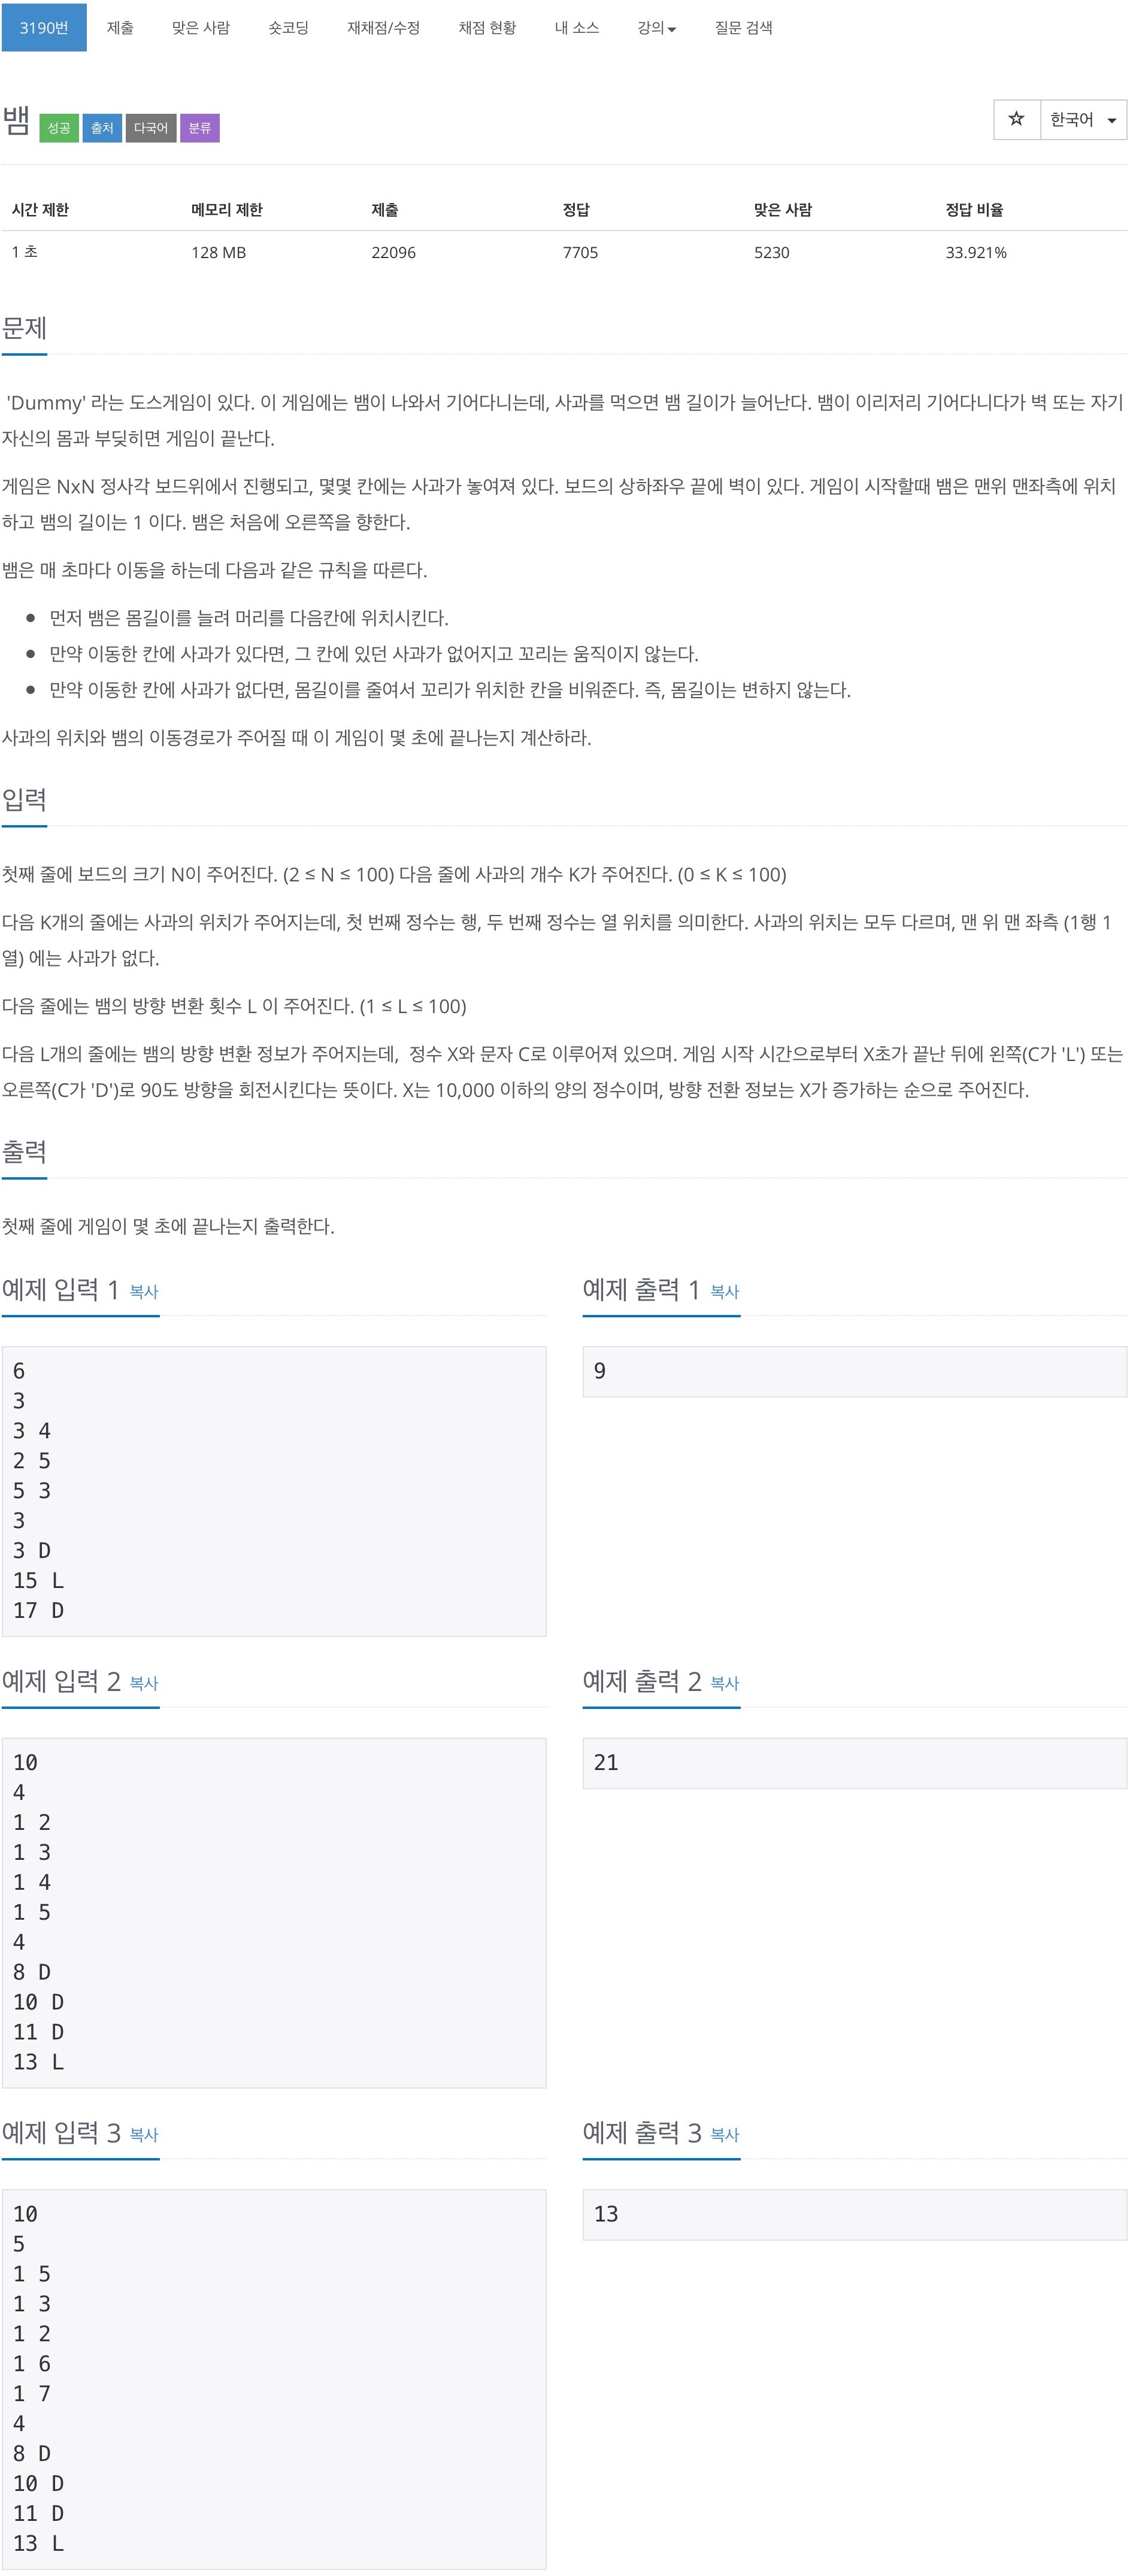 3190번 제출 맞은 사람 숏코딩 재채점/수정 채점 현황 내 소스 강의 질문 검색
뱀 성공 출처 다국어 분류
☆ 한국어
시간 제한 메모리 제한 제출 정답 맞은 사람 정답 비율
1 초 128 MB 22096 7705 5230 33.921%
문제
'Dummy' 라는 도스게임이 있다. 이 게임에는 뱀이 나와서 기어다니는데, 사과를 먹으면 뱀 길이가 늘어난다. 뱀이 이리저리 기어다니다가 벽 또는 자기
자신의 몸과 부딪히면 게임이 끝난다.
게임은 NxN 정사각 보드위에서 진행되고, 몇몇 칸에는 사과가 놓여져 있다. 보드의 상하좌우 끝에 벽이 있다. 게임이 시작할때 뱀은 맨위 맨좌측에 위치
하고 뱀의 길이는 1 이다. 뱀은 처음에 오른쪽을 향한다.
뱀은 매 초마다 이동을 하는데 다음과 같은 규칙을 따른다.
● 먼저 뱀은 몸길이를 늘려 머리를 다음칸에 위치시킨다.
● 만약 이동한 칸에 사과가 있다면, 그 칸에 있던 사과가 없어지고 꼬리는 움직이지 않는다.
● 만약 이동한 칸에 사과가 없다면, 몸길이를 줄여서 꼬리가 위치한 칸을 비워준다. 즉, 몸길이는 변하지 않는다.
사과의 위치와 뱀의 이동경로가 주어질 때 이 게임이 몇 초에 끝나는지 계산하라.
입력
첫째 줄에 보드의 크기 N이 주어진다. (2 ≤ N ≤ 100) 다음 줄에 사과의 개수 K가 주어진다. (0 ≤ K ≤ 100)
다음 K개의 줄에는 사과의 위치가 주어지는데, 첫 번째 정수는 행, 두 번째 정수는 열 위치를 의미한다. 사과의 위치는 모두 다르며, 맨 위 맨 좌측 (1행 1
열) 에는 사과가 없다.
다음 줄에는 뱀의 방향 변환 횟수 L 이 주어진다. (1 ≤ L ≤ 100)
다음 L개의 줄에는 뱀의 방향 변환 정보가 주어지는데, 정수 X와 문자 C로 이루어져 있으며. 게임 시작 시간으로부터 X초가 끝난 뒤에 왼쪽(C가 'L') 또는
오른쪽(C가 'D')로 90도 방향을 회전시킨다는 뜻이다. X는 10,000 이하의 양의 정수이며, 방향 전환 정보는 X가 증가하는 순으로 주어진다.
출력
첫째 줄에 게임이 몇 초에 끝나는지 출력한다.
예제 입력 1 복사
6
3
3 4
2 5
5 3
3
3 D
15 L
17 D
예제 출력 1 복사
9
예제 입력 2 복사
10
4
1 2
1 3
1 4
1 5
4
8 D
10 D
11 D
13 L
예제 출력 2 복사
21
예제 입력 3 복사
10
5
1 5
1 3
1 2
1 6
1 7
4
8 D
10 D
11 D
13 L
예제 출력 3 복사
13